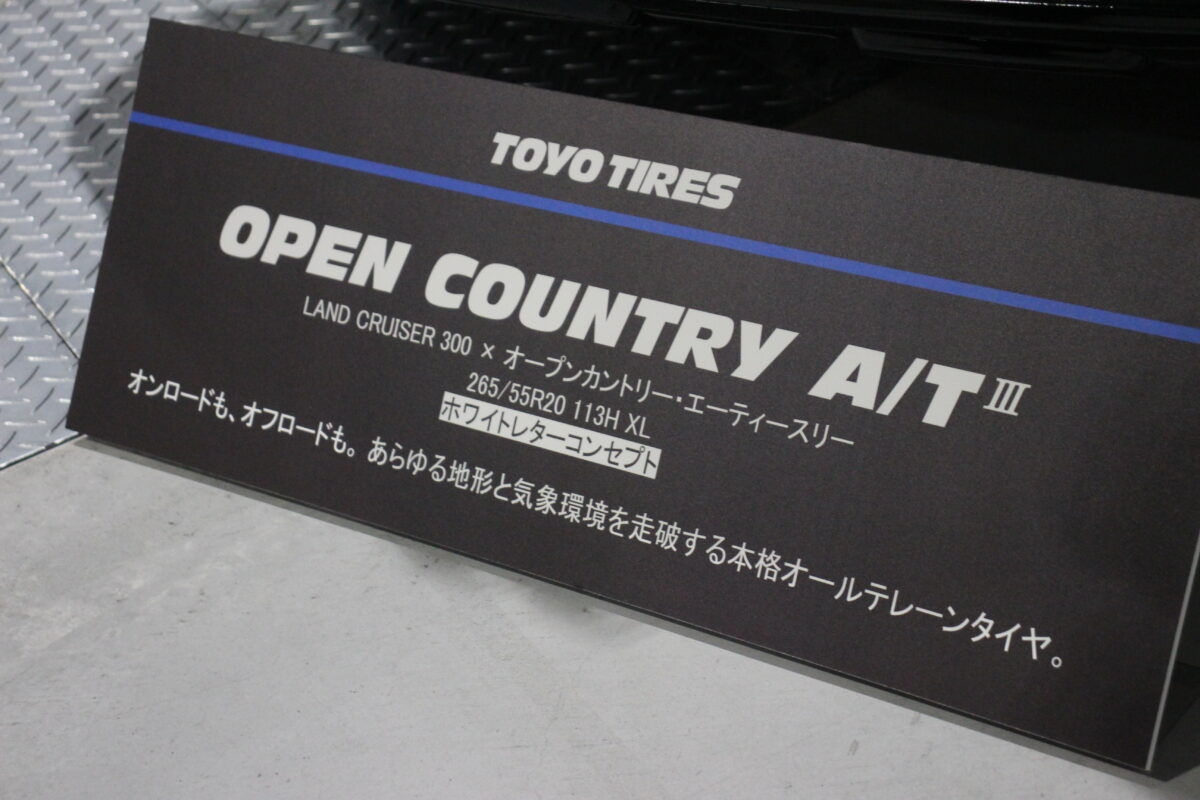 TOYO TIRES
OPEN COUNTRY A/T III
LAND CRUISER 300 × オープンカントリー・エーティースリー
265/55R20 113H XL
ホワイトレターコンセプト
オンロードも、オフロードも。あらゆる地形と気象環境を走破する本格オールテレーンタイヤ。